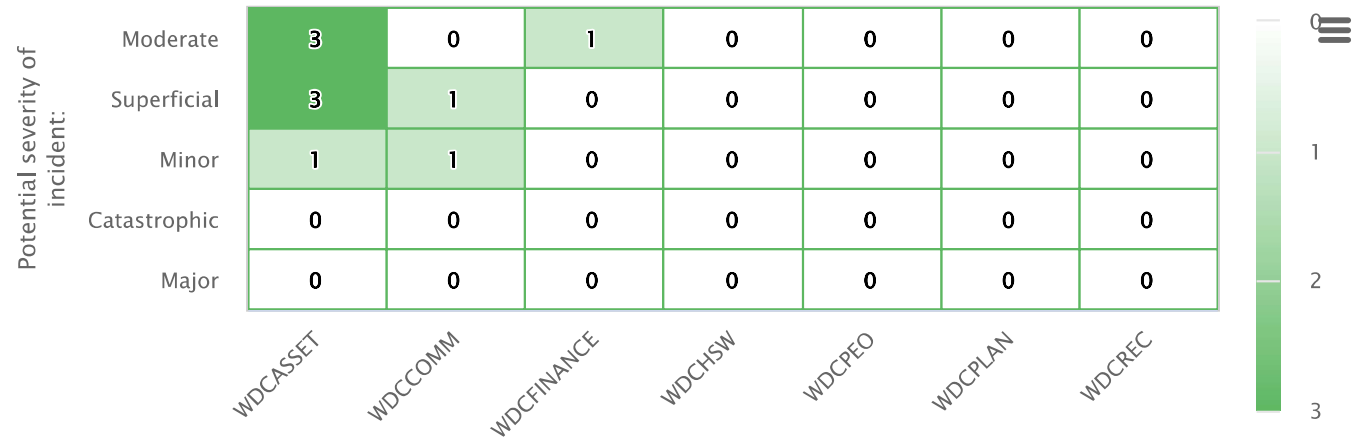 Potential severity of
incident:
Moderate 3 0 1 0 0 0 0
Superficial 3 1 0 0 0 0 0
Minor 1 1 0 0 0 0 0
Catastrophic 0 0 0 0 0 0 0
Major 0 0 0 0 0 0 0
WDCASSET WDCCOMM WDCFINANCE WDCHSW WDCPEO WDCPLAN WDCREC
0
1
2
3